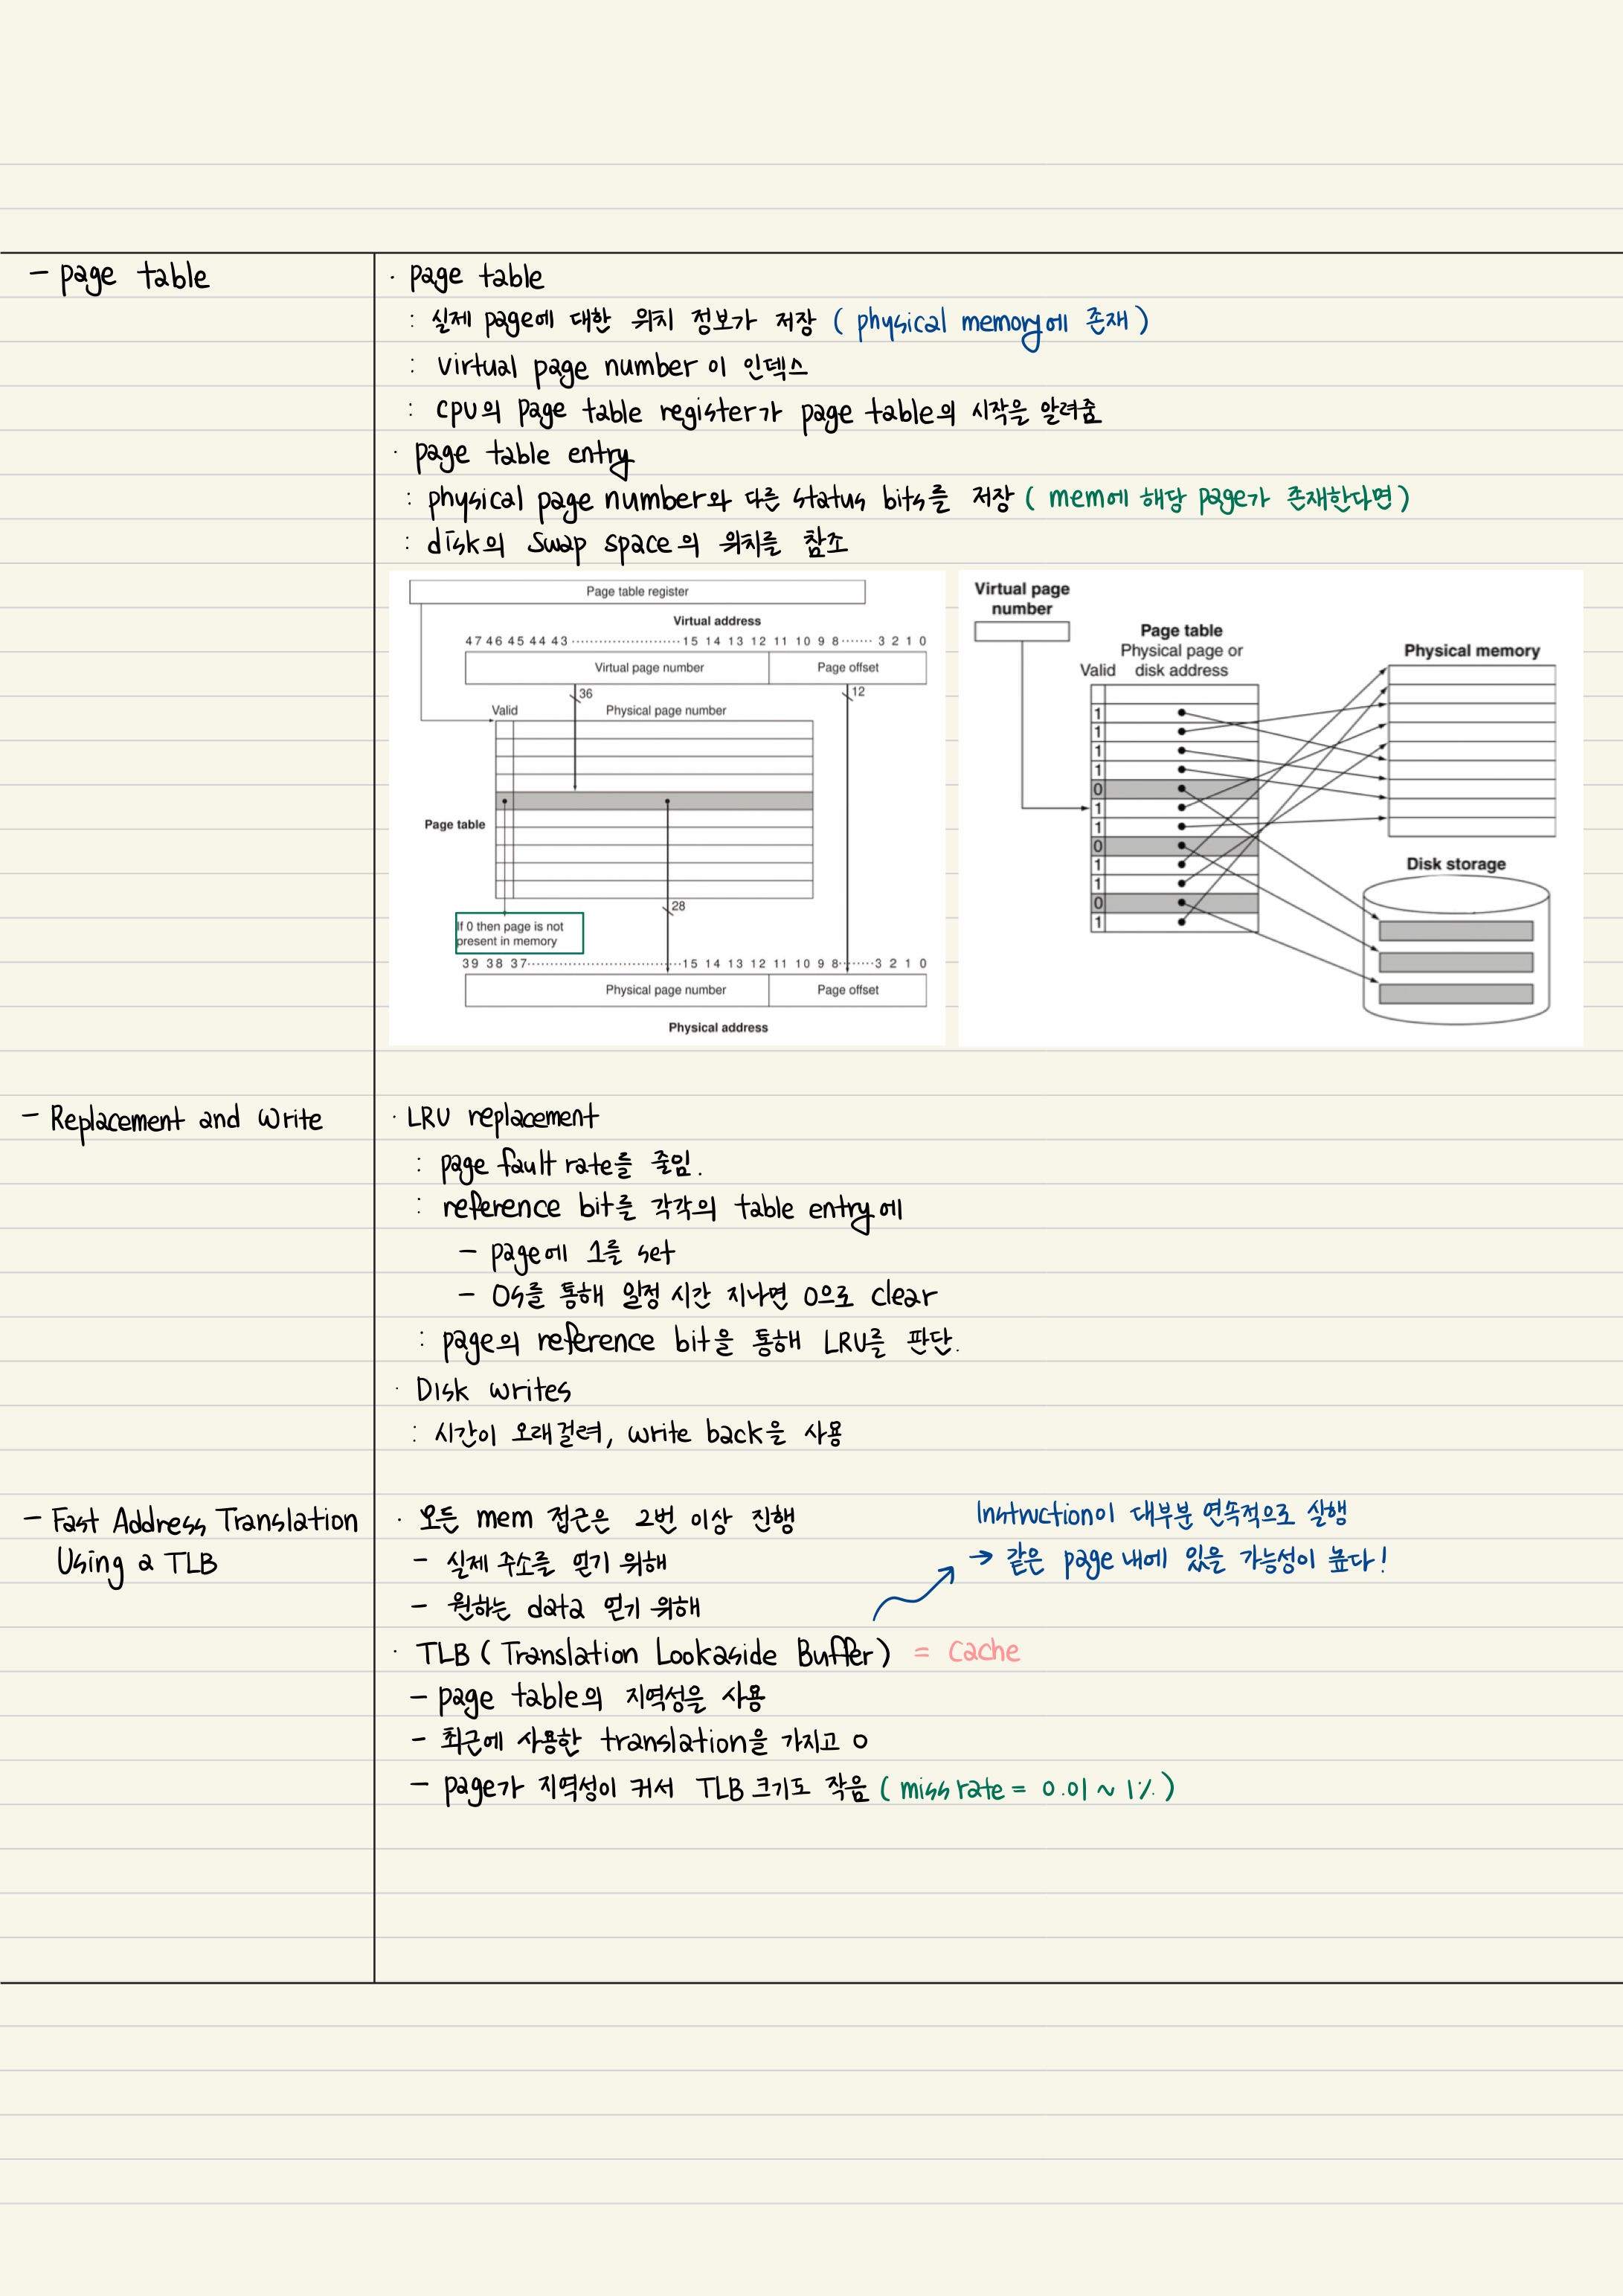 - page table
· page table
: 실제 page에 대한 위치 정보가 저장 ( physical memory에 존재 )
: virtual page number이 인덱스
: cpu의 page table register가 page table의 시작을 알려줌
· page table entry
: physical page number와 다른 status bits를 저장 ( mem에 해당 page가 존재한다면 )
: disk의 swap space의 위치를 참조
Page table register
Virtual address
47 46 45 44 43 ···················· 15 14 13 12 11 10 9 8 ······· 3 2 1 0
Virtual page number Page offset
36 12
Valid Physical page number
Page table
28
If 0 then page is not
present in memory
39 38 37 ····························· 15 14 13 12 11 10 9 8 ······· 3 2 1 0
Physical page number Page offset
Physical address
Virtual page
number
Page table
Physical page or
Valid disk address
Physical memory
1
1
1
1
0
1
1
0
1
1
0
1
Disk storage
- Replacement and Write
· LRU replacement
: page fault rate를 줄임.
: reference bit를 각각의 table entry에
- page에 1를 set
- OS를 통해 일정 시간 지나면 0으로 clear
: page의 reference bit을 통해 LRU를 판단.
· Disk writes
: 시간이 오래걸려, write back을 사용
- Fast Address Translation
Using a TLB
· 모든 mem 접근은 2번 이상 진행
- 실제 주소를 얻기 위해
- 원하는 data 얻기 위해
Instruction이 대부분 연속적으로 실행
→ 같은 page 내에 있을 가능성이 높다!
· TLB ( Translation Lookaside Buffer ) = Cache
- page table의 지역성을 사용
- 최근에 사용한 translation을 가지고 o
- page가 지역성이 커서 TLB 크기도 작음 ( miss rate = 0.01 ~ 1% )